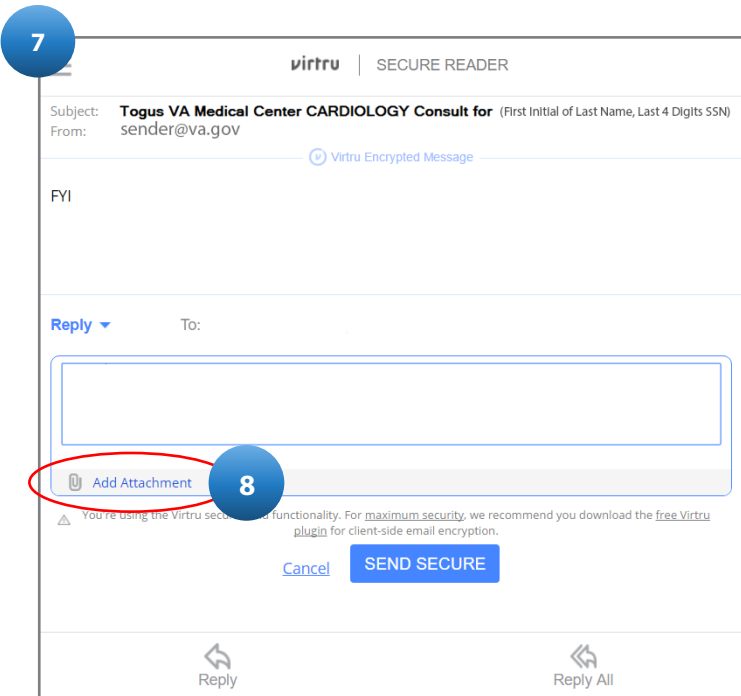 7
virtru | SECURE READER
Subject: Togus VA Medical Center CARDIOLOGY Consult for (First Initial of Last Name, Last 4 Digits SSN)
From: sender@va.gov
Virtru Encrypted Message
FYI
Reply To:
Add Attachment
8
You're using the Virtru functionality. For maximum security, we recommend you download the free Virtru
plugin for client-side email encryption.
Cancel SEND SECURE
Reply Reply All